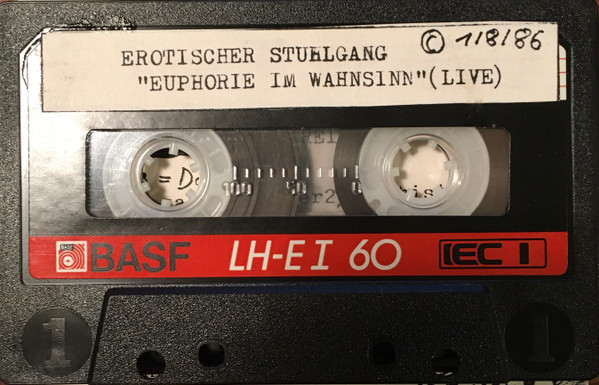 EROTISCHER STUHLGANG © 1/8/86
"EUPHORIE IM WAHNSINN"(LIVE)
100 50 0
BASF BASF LH-E I 60 IEC I
1 1